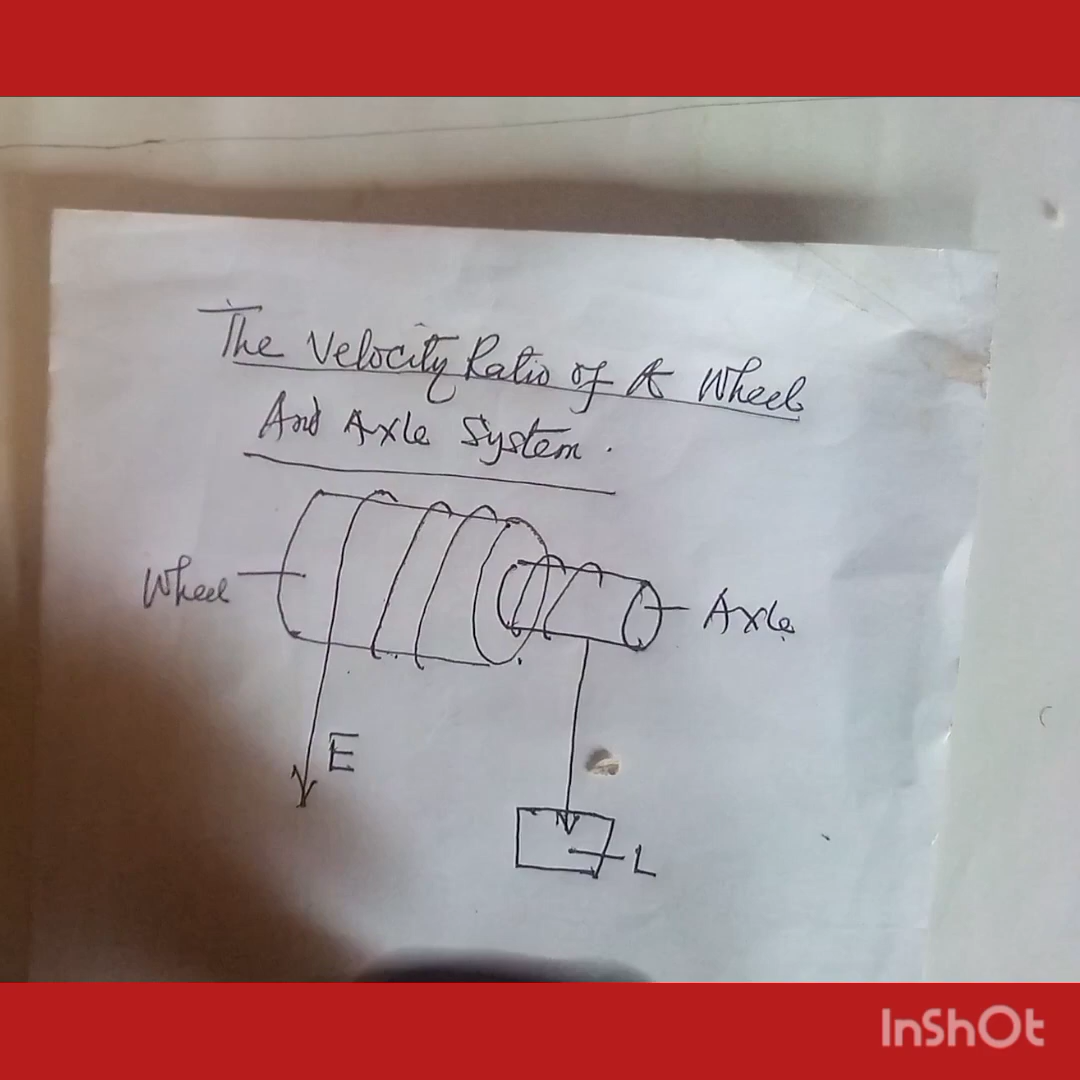 The Velocity Ratio of A Wheel
And Axle System.
Wheel
Axle
E
L
InShOt